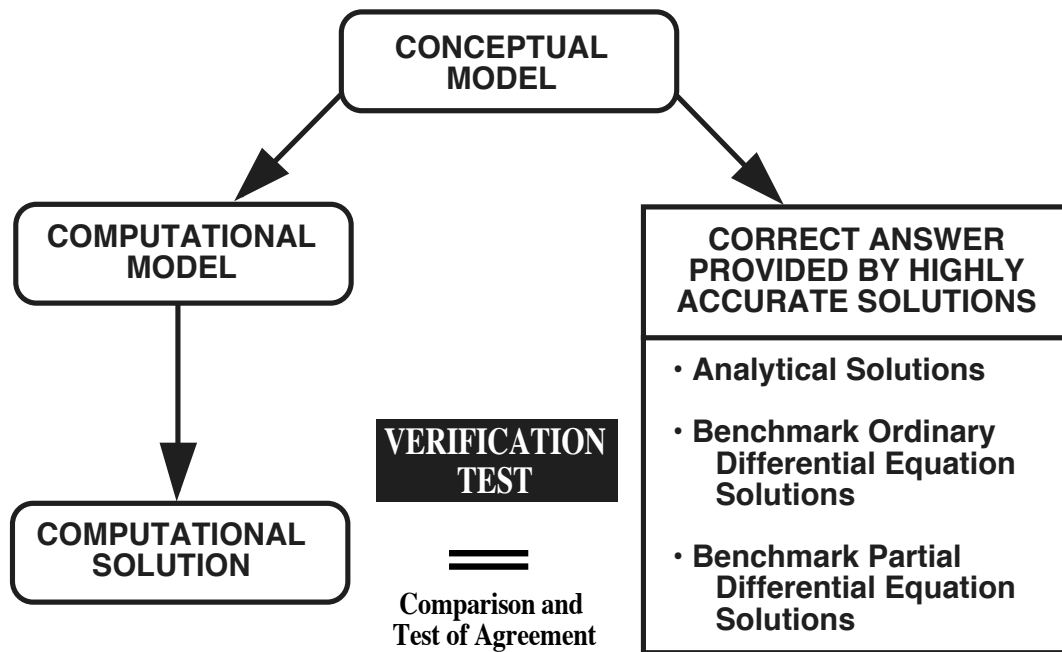 CONCEPTUAL
MODEL
COMPUTATIONAL
MODEL
COMPUTATIONAL
SOLUTION
VERIFICATION
TEST
Comparison and
Test of Agreement
CORRECT ANSWER
PROVIDED BY HIGHLY
ACCURATE SOLUTIONS
· Analytical Solutions
· Benchmark Ordinary
Differential Equation
Solutions
· Benchmark Partial
Differential Equation
Solutions